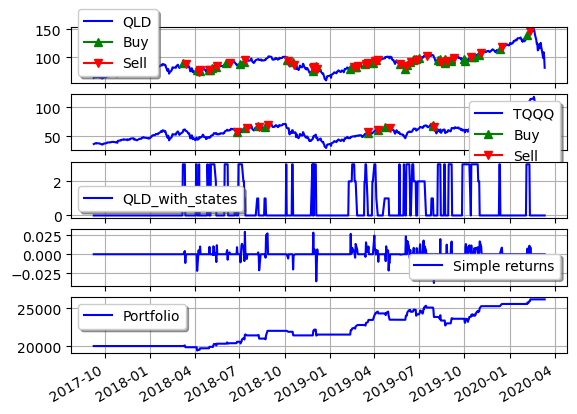 QLD
Buy
Sell
150
100
TQQQ
Buy
Sell
100
50
QLD_with_states
2
0
Simple returns
0.025
0.000
−0.025
Portfolio
25000
20000
2017-10
2018-01
2018-04
2018-07
2018-10
2019-01
2019-04
2019-07
2019-10
2020-01
2020-04